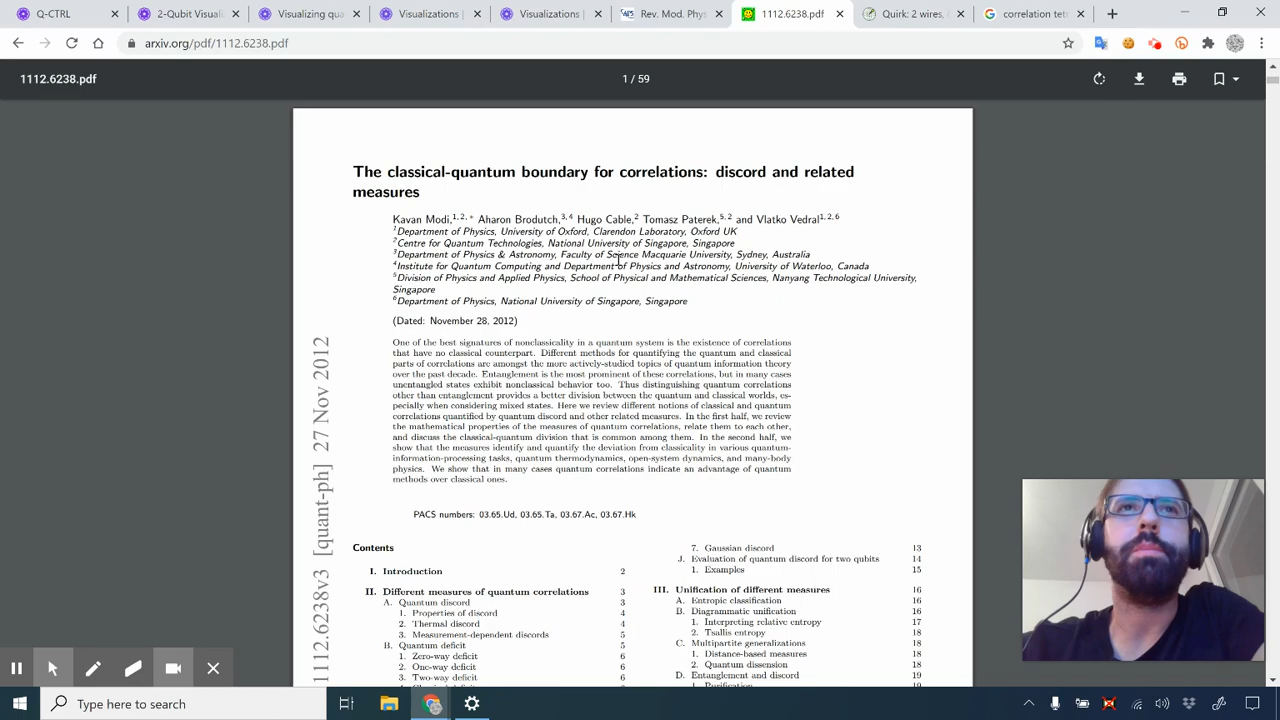 Q-CTRL
2-Qubit Visuali
Visualizing qua
Visualizations |
Visualizations |
Rev. Mod. Phys
1112.6238.pdf
Quirk: 2 wires,
correlation tetr
arxiv.org/pdf/1112.6238.pdf
1112.6238.pdf
1 / 59
The classical-quantum boundary for correlations: discord and related
measures
Kavan Modi,1, 2, * Aharon Brodutch,3, 4 Hugo Cable,2 Tomasz Paterek,5, 2 and Vlatko Vedral1, 2, 6
1Department of Physics, University of Oxford, Clarendon Laboratory, Oxford UK
2Centre for Quantum Technologies, National University of Singapore, Singapore
3Department of Physics & Astronomy, Faculty of Science Macquarie University, Sydney, Australia
4Institute for Quantum Computing and Department of Physics and Astronomy, University of Waterloo, Canada
5Division of Physics and Applied Physics, School of Physical and Mathematical Sciences, Nanyang Technological University,
Singapore
6Department of Physics, National University of Singapore, Singapore
(Dated: November 28, 2012)
One of the best signatures of nonclassicality in a quantum system is the existence of correlations
that have no classical counterpart. Different methods for quantifying the quantum and classical
parts of correlations are amongst the more actively-studied topics of quantum information theory
over the past decade. Entanglement is the most prominent of these correlations, but in many cases
unentangled states exhibit nonclassical behavior too. Thus distinguishing quantum correlations
other than entanglement provides a better division between the quantum and classical worlds, es-
pecially when considering mixed states. Here we review different notions of classical and quantum
correlations quantified by quantum discord and other related measures. In the first half, we review
the mathematical properties of the measures of quantum correlations, relate them to each other,
and discuss the classical-quantum division that is common among them. In the second half, we
show that the measures identify and quantify the deviation from classicality in various quantum-
information-processing tasks, quantum thermodynamics, open-system dynamics, and many-body
physics. We show that in many cases quantum correlations indicate an advantage of quantum
methods over classical ones.
PACS numbers: 03.65.Ud, 03.65.Ta, 03.67.Ac, 03.67.Hk
1112.6238v3 [quant-ph] 27 Nov 2012
Contents
I. Introduction 2
II. Different measures of quantum correlations 3
A. Quantum discord 3
1. Properties of discord 4
2. Thermal discord 4
3. Measurement-dependent discords 5
B. Quantum deficit 5
1. Zero-way deficit 6
2. One-way deficit 6
3. Two-way deficit 6
7. Gaussian discord 13
J. Evaluation of quantum discord for two qubits 14
1. Examples 15
III. Unification of different measures 16
A. Entropic classification 16
B. Diagrammatic unification 16
1. Interpreting relative entropy 17
2. Tsallis entropy 18
C. Multipartite generalizations 18
1. Distance-based measures 18
2. Quantum dissension 18
D. Entanglement and discord 19
Type here to search